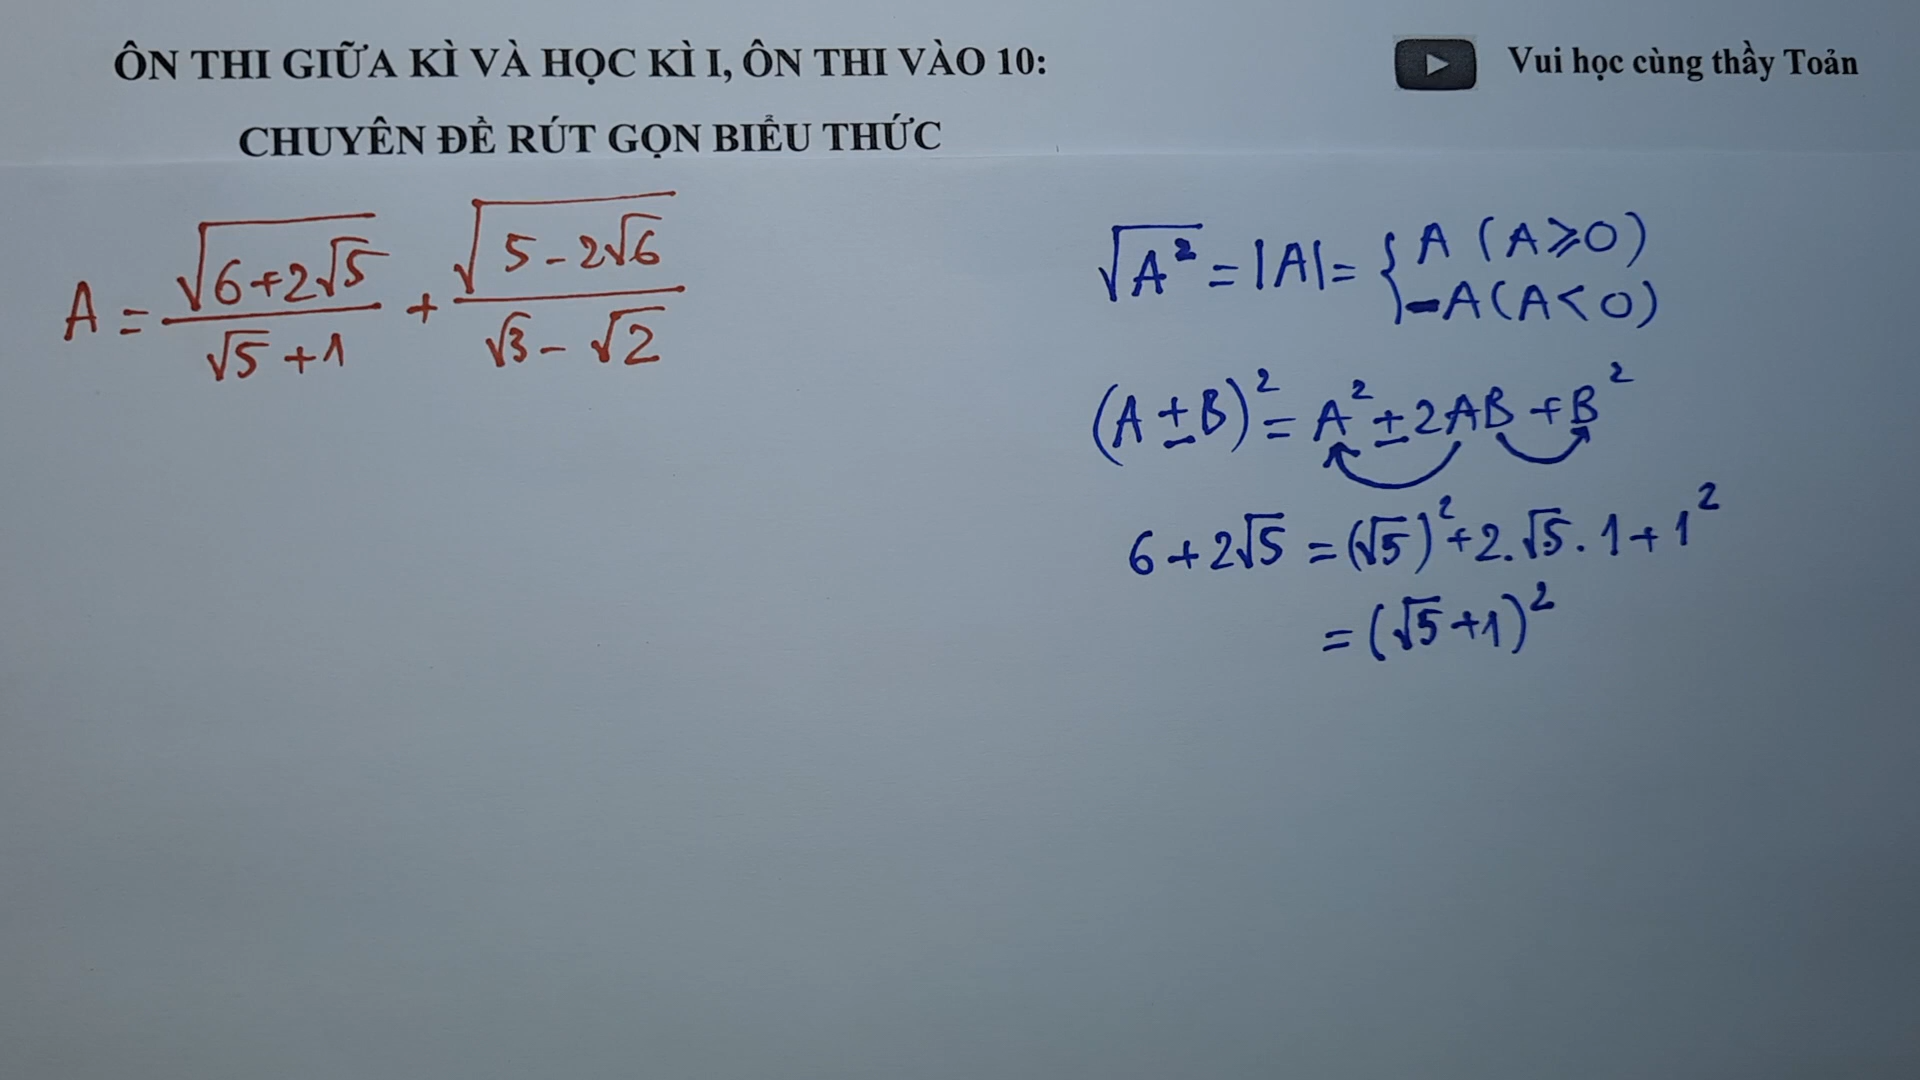 ÔN THI GIỮA KÌ VÀ HỌC KÌ I, ÔN THI VÀO 10:
CHUYÊN ĐỀ RÚT GỌN BIỂU THỨC
Vui học cùng thầy Toản
A = √(6+2√5) / (√5+1) + √(5-2√6) / (√3-√2)
√A² = |A| = { A (A⩾0)
-A (A<0)
(A±B)² = A² ± 2AB + B²
6+2√5 = (√5)² + 2.√5.1 + 1²
= (√5+1)²